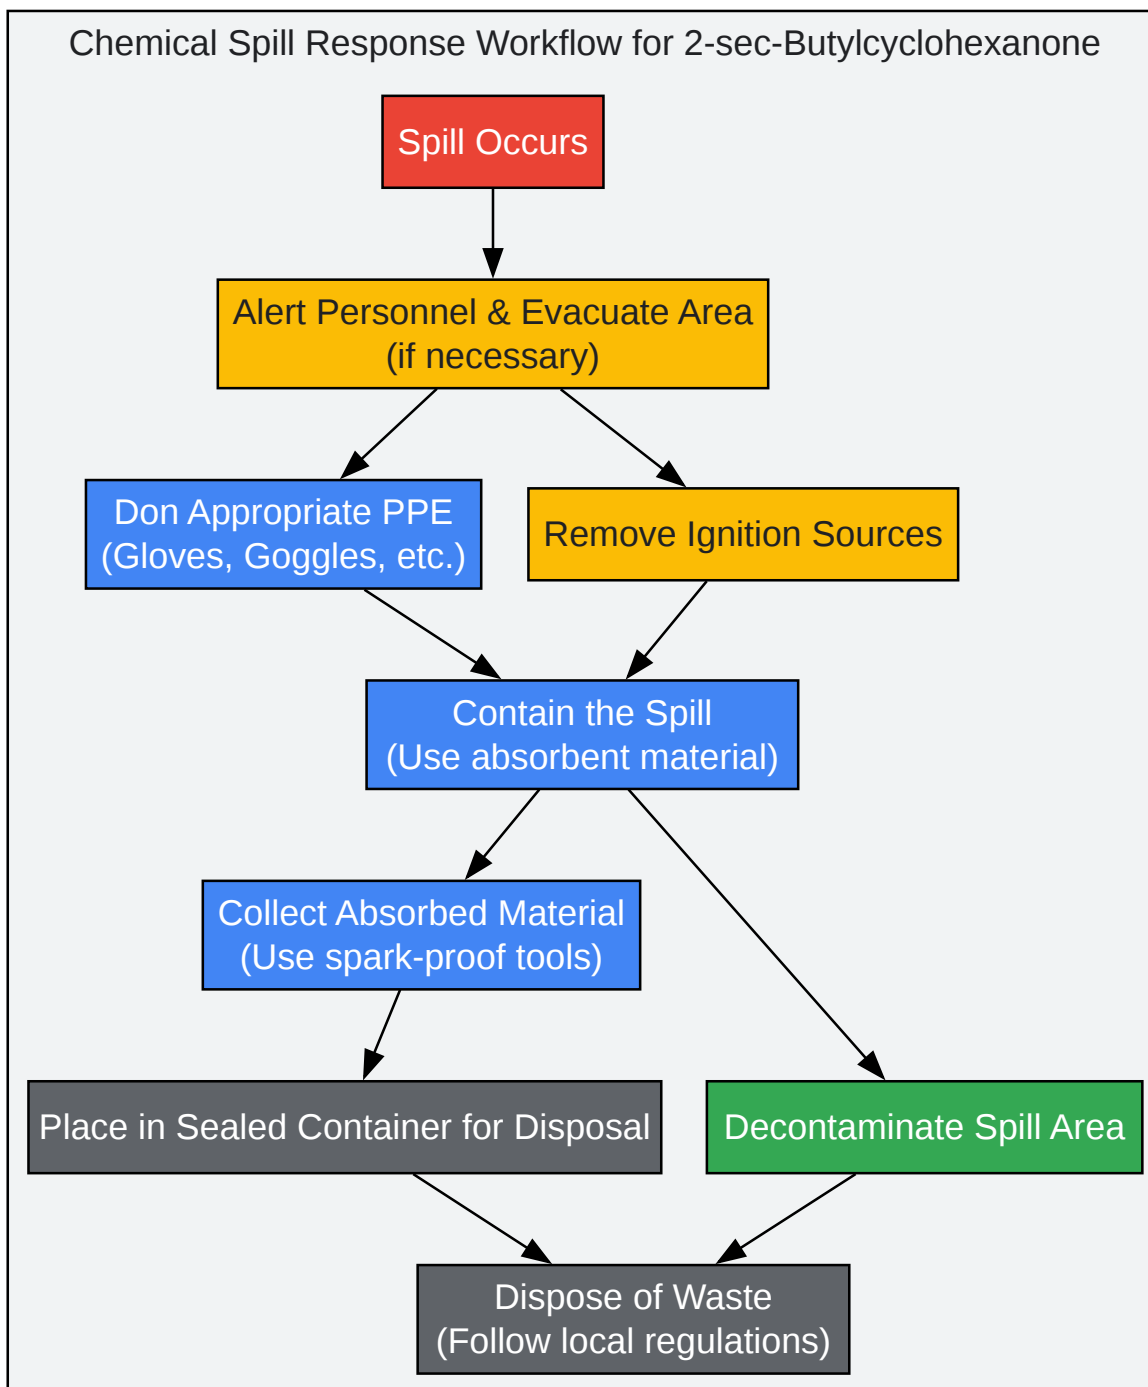 Chemical Spill Response Workflow for 2-sec-Butylcyclohexanone
Spill Occurs
Alert Personnel & Evacuate Area
(if necessary)
Don Appropriate PPE
(Gloves, Goggles, etc.)
Remove Ignition Sources
Contain the Spill
(Use absorbent material)
Collect Absorbed Material
(Use spark-proof tools)
Place in Sealed Container for Disposal
Decontaminate Spill Area
Dispose of Waste
(Follow local regulations)